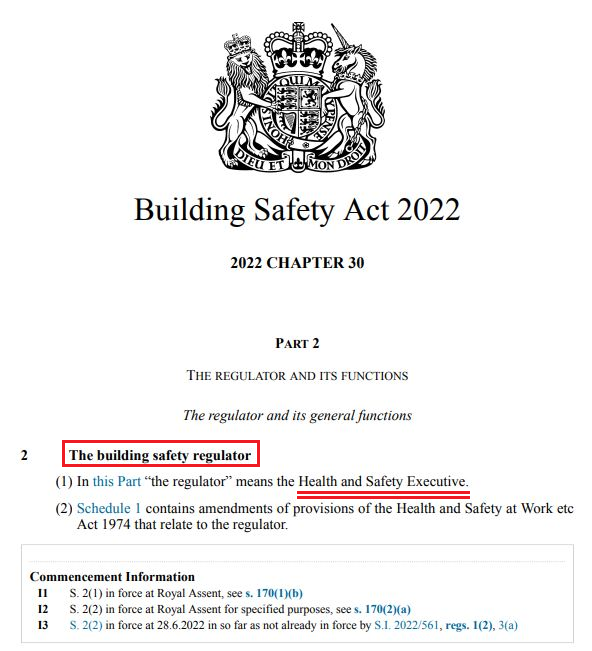 QUI MAL
Y PENSE
HONI SOI
DIEU ET MON DROIT
Building Safety Act 2022
2022 CHAPTER 30
PART 2
THE REGULATOR AND ITS FUNCTIONS
The regulator and its general functions
2 The building safety regulator
(1) In this Part “the regulator” means the Health and Safety Executive.
(2) Schedule 1 contains amendments of provisions of the Health and Safety at Work etc
Act 1974 that relate to the regulator.
Commencement Information
I1 S. 2(1) in force at Royal Assent, see s. 170(1)(b)
I2 S. 2(2) in force at Royal Assent for specified purposes, see s. 170(2)(a)
I3 S. 2(2) in force at 28.6.2022 in so far as not already in force by S.I. 2022/561, regs. 1(2), 3(a)